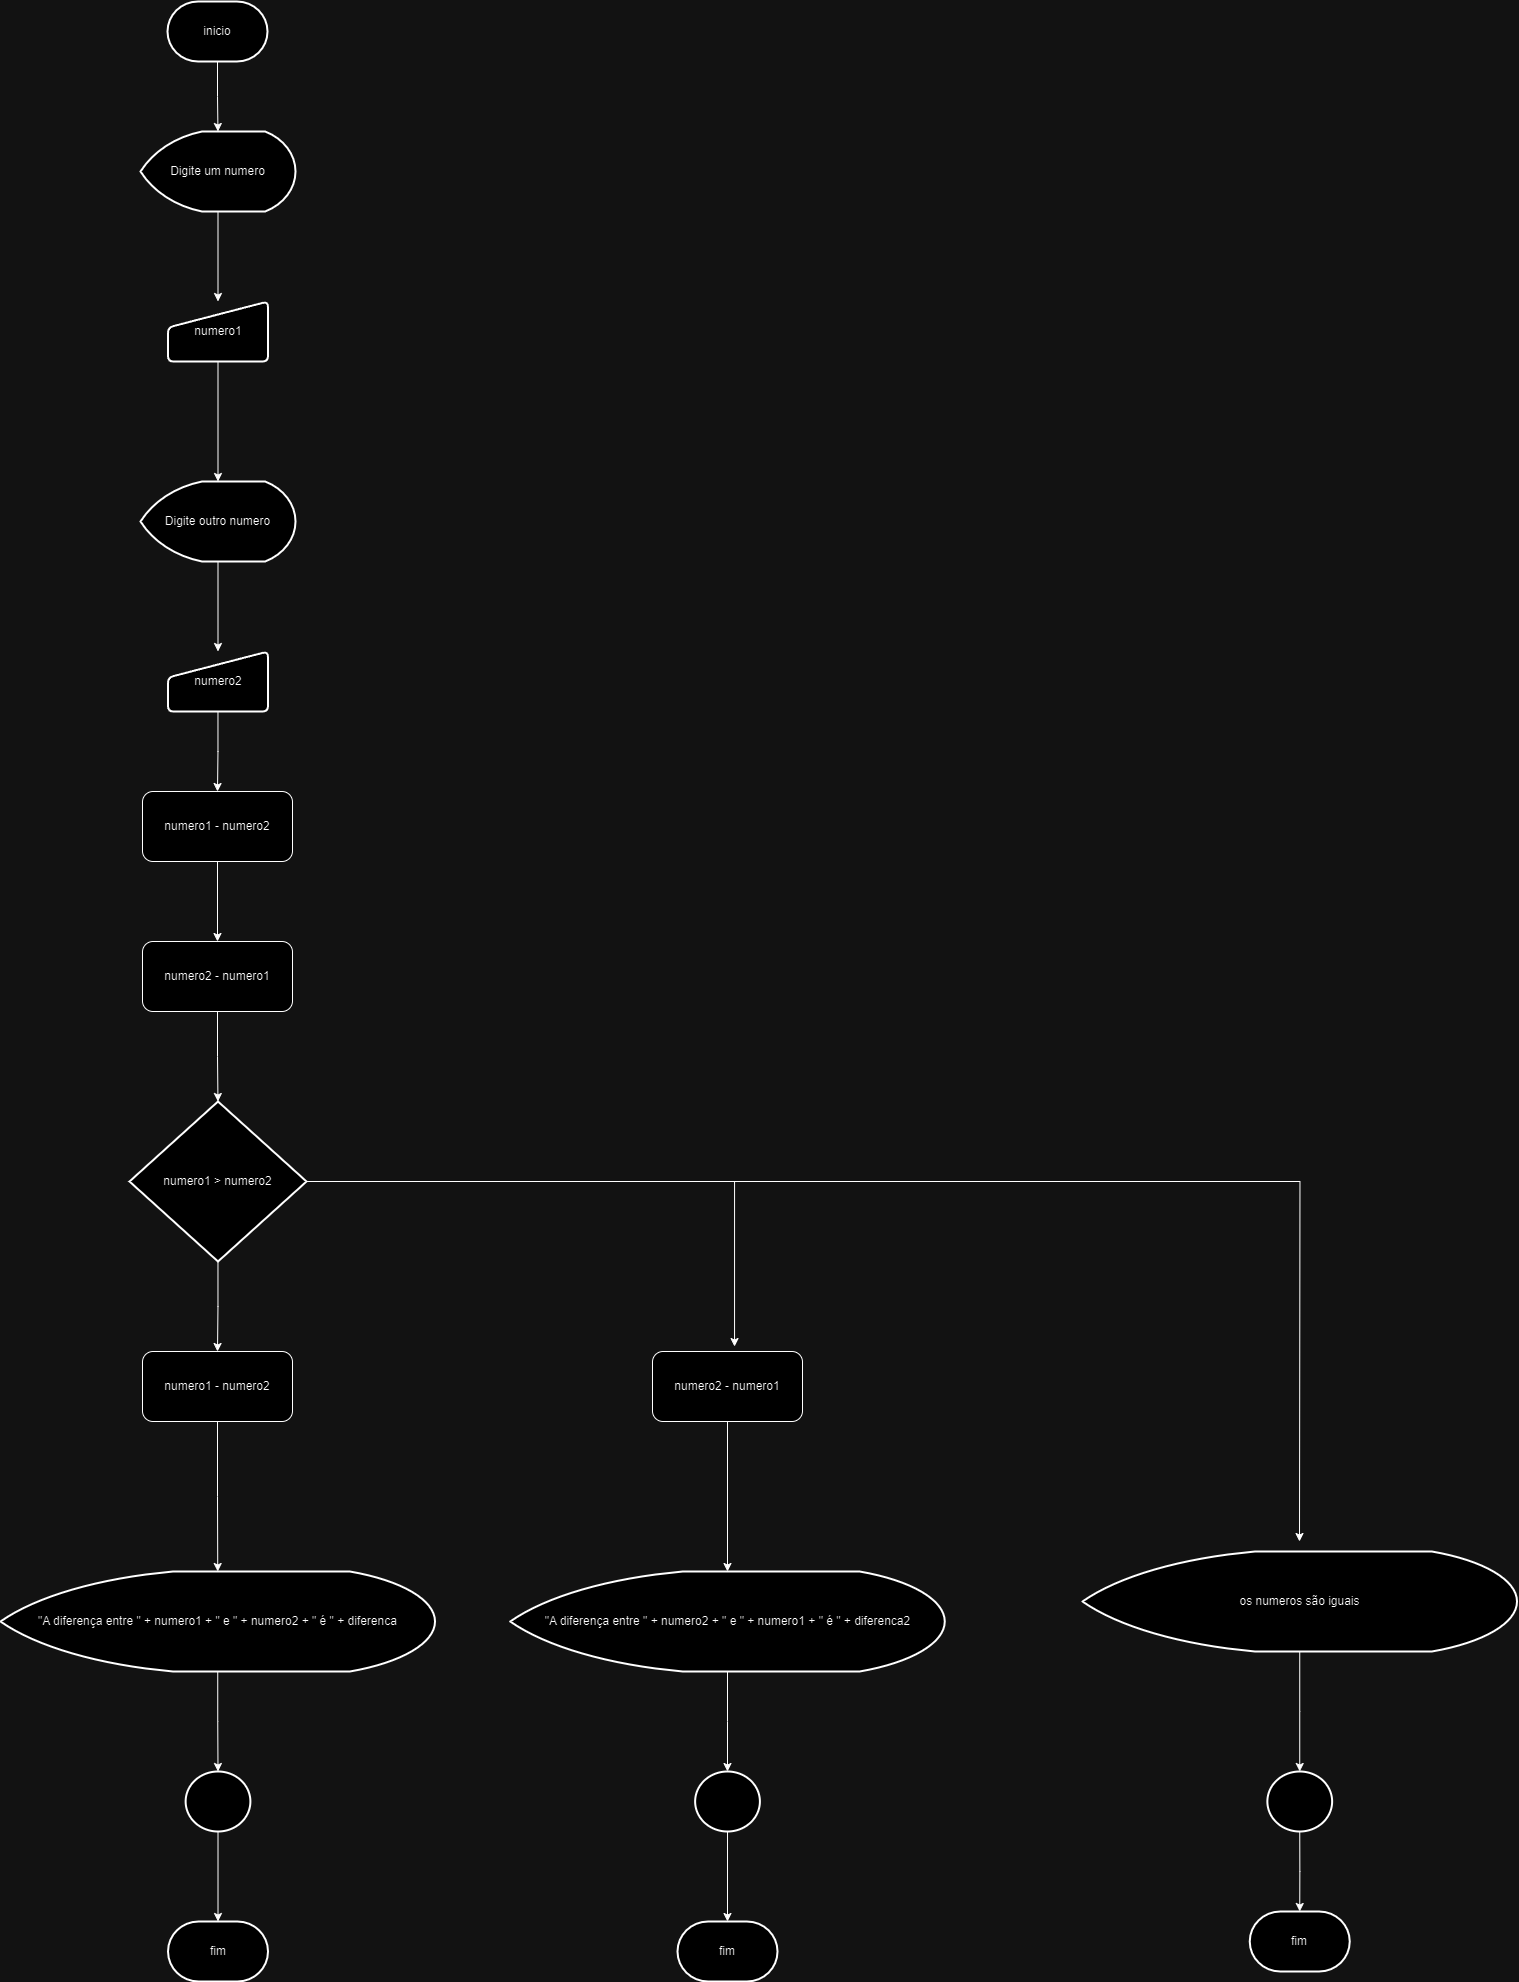 inicio
Digite um numero
numero1
Digite outro numero
numero2
numero1 - numero2
numero2 - numero1
numero1 > numero2
numero1 - numero2
numero2 - numero1
"A diferença entre " + numero1 + " e " + numero2 + " é " + diferenca
"A diferença entre " + numero2 + " e " + numero1 + " é " + diferenca2
os numeros são iguais
fim
fim
fim